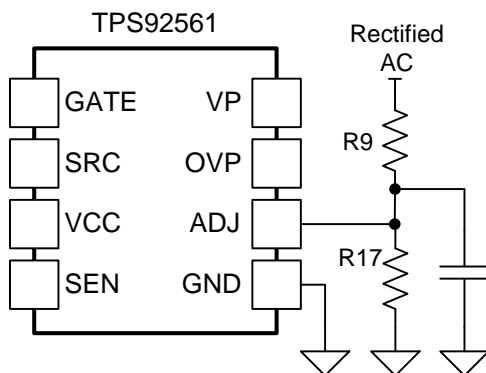 TPS92561
Rectified
AC
GATE
VP
R9
SRC
OVP
VCC
ADJ
R17
SEN
GND